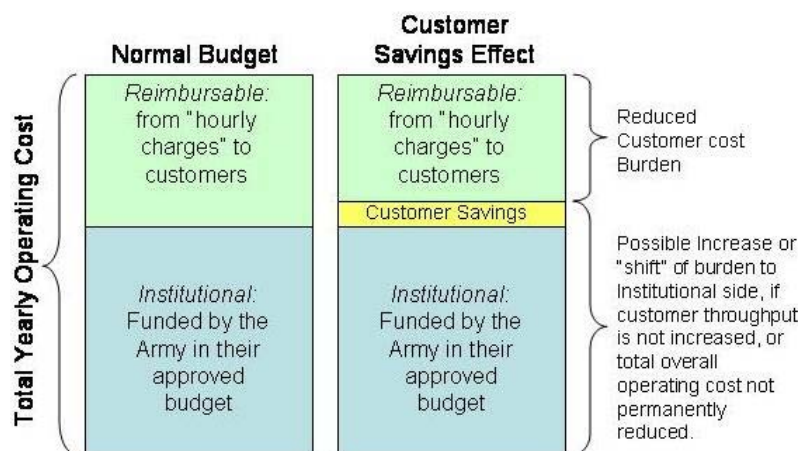 Normal Budget
Customer
Savings Effect
Total Yearly Operating Cost
Reimbursable:
from "hourly
charges" to
customers
Institutional:
Funded by the
Army in their
approved
budget
Reimbursable:
from "hourly
charges" to
customers
Customer Savings
Institutional:
Funded by the
Army in their
approved
budget
Reduced
Customer cost
Burden
Possible Increase or
"shift" of burden to
Institutional side, if
customer throughput
is not increased, or
total overall
operating cost not
permanently
reduced.